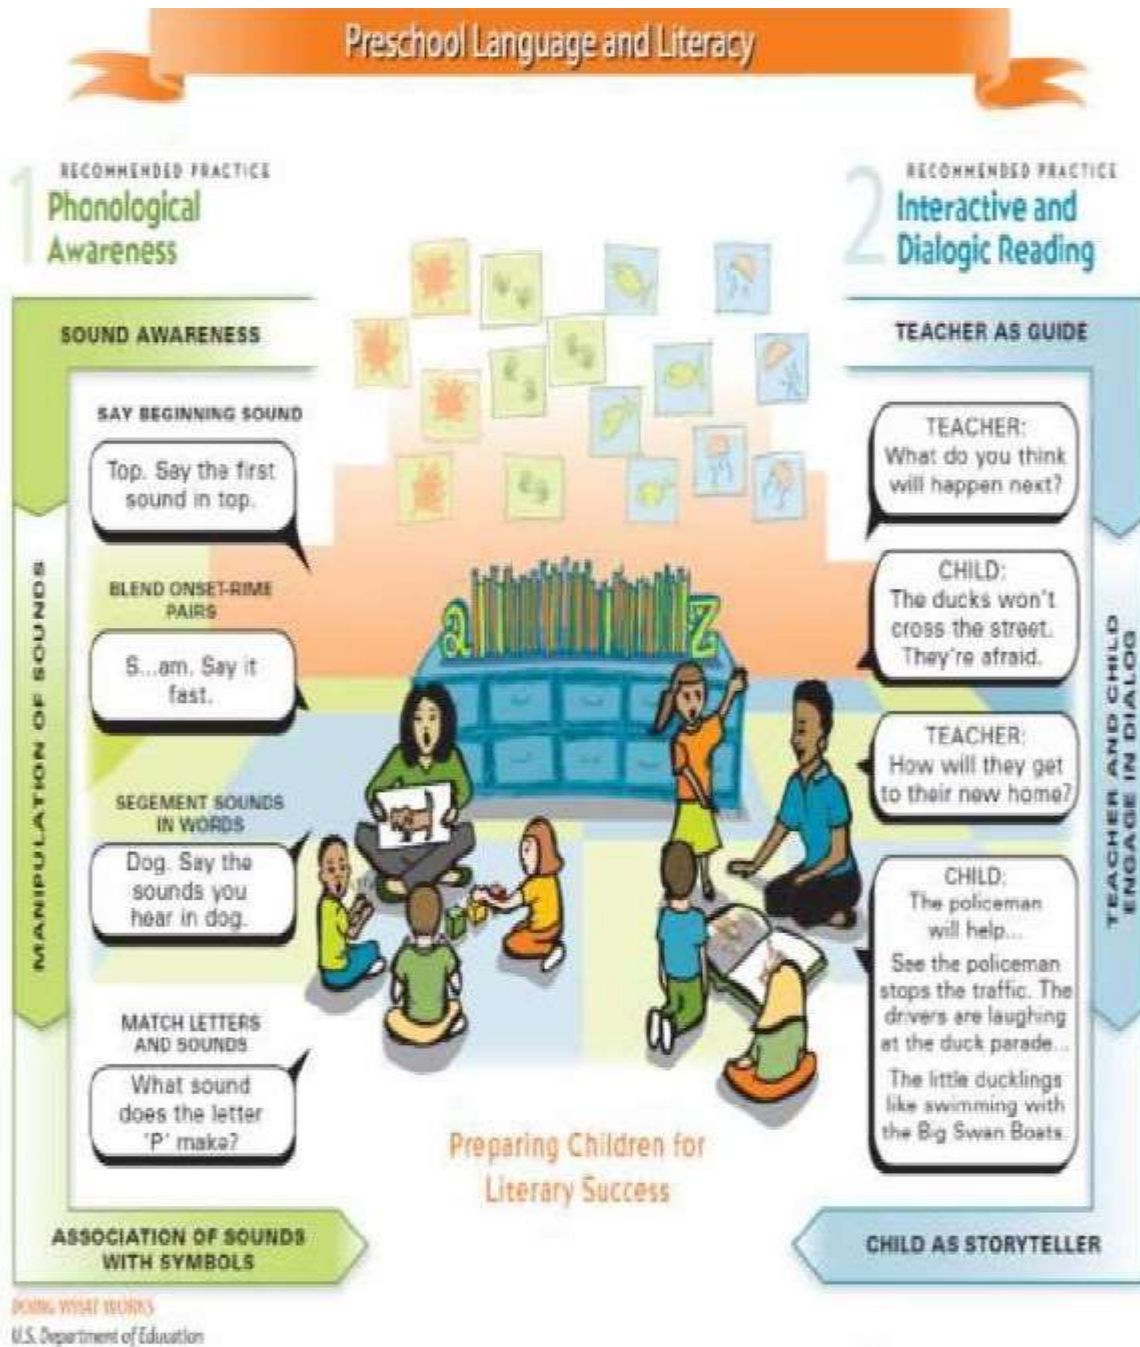 Preschool Language and Literacy
1
RECOMMENDED PRACTICE
Phonological
Awareness
SOUND AWARENESS
SAY BEGINNING SOUND
Top. Say the first
sound in top.
BLEND ONSET-RIME
PAIRS
S...am. Say it
fast.
MANIPULATION OF SOUNDS
SEGEMENT SOUNDS
IN WORDS
Dog. Say the
sounds you
hear in dog.
MATCH LETTERS
AND SOUNDS
What sound
does the letter
'P' make?
ASSOCIATION OF SOUNDS
WITH SYMBOLS
a z
Preparing Children for
Literary Success
2
RECOMMENDED PRACTICE
Interactive and
Dialogic Reading
TEACHER AS GUIDE
TEACHER:
What do you think
will happen next?
CHILD:
The ducks won't
cross the street.
They're afraid.
TEACHER:
How will they get
to their new home?
TEACHER AND CHILD
ENGAGE IN DIALOG
CHILD:
The policeman
will help...
See the policeman
stops the traffic. The
drivers are laughing
at the duck parade...
The little ducklings
like swimming with
the Big Swan Boats.
CHILD AS STORYTELLER
DOING WHAT WORKS
U.S. Department of Education